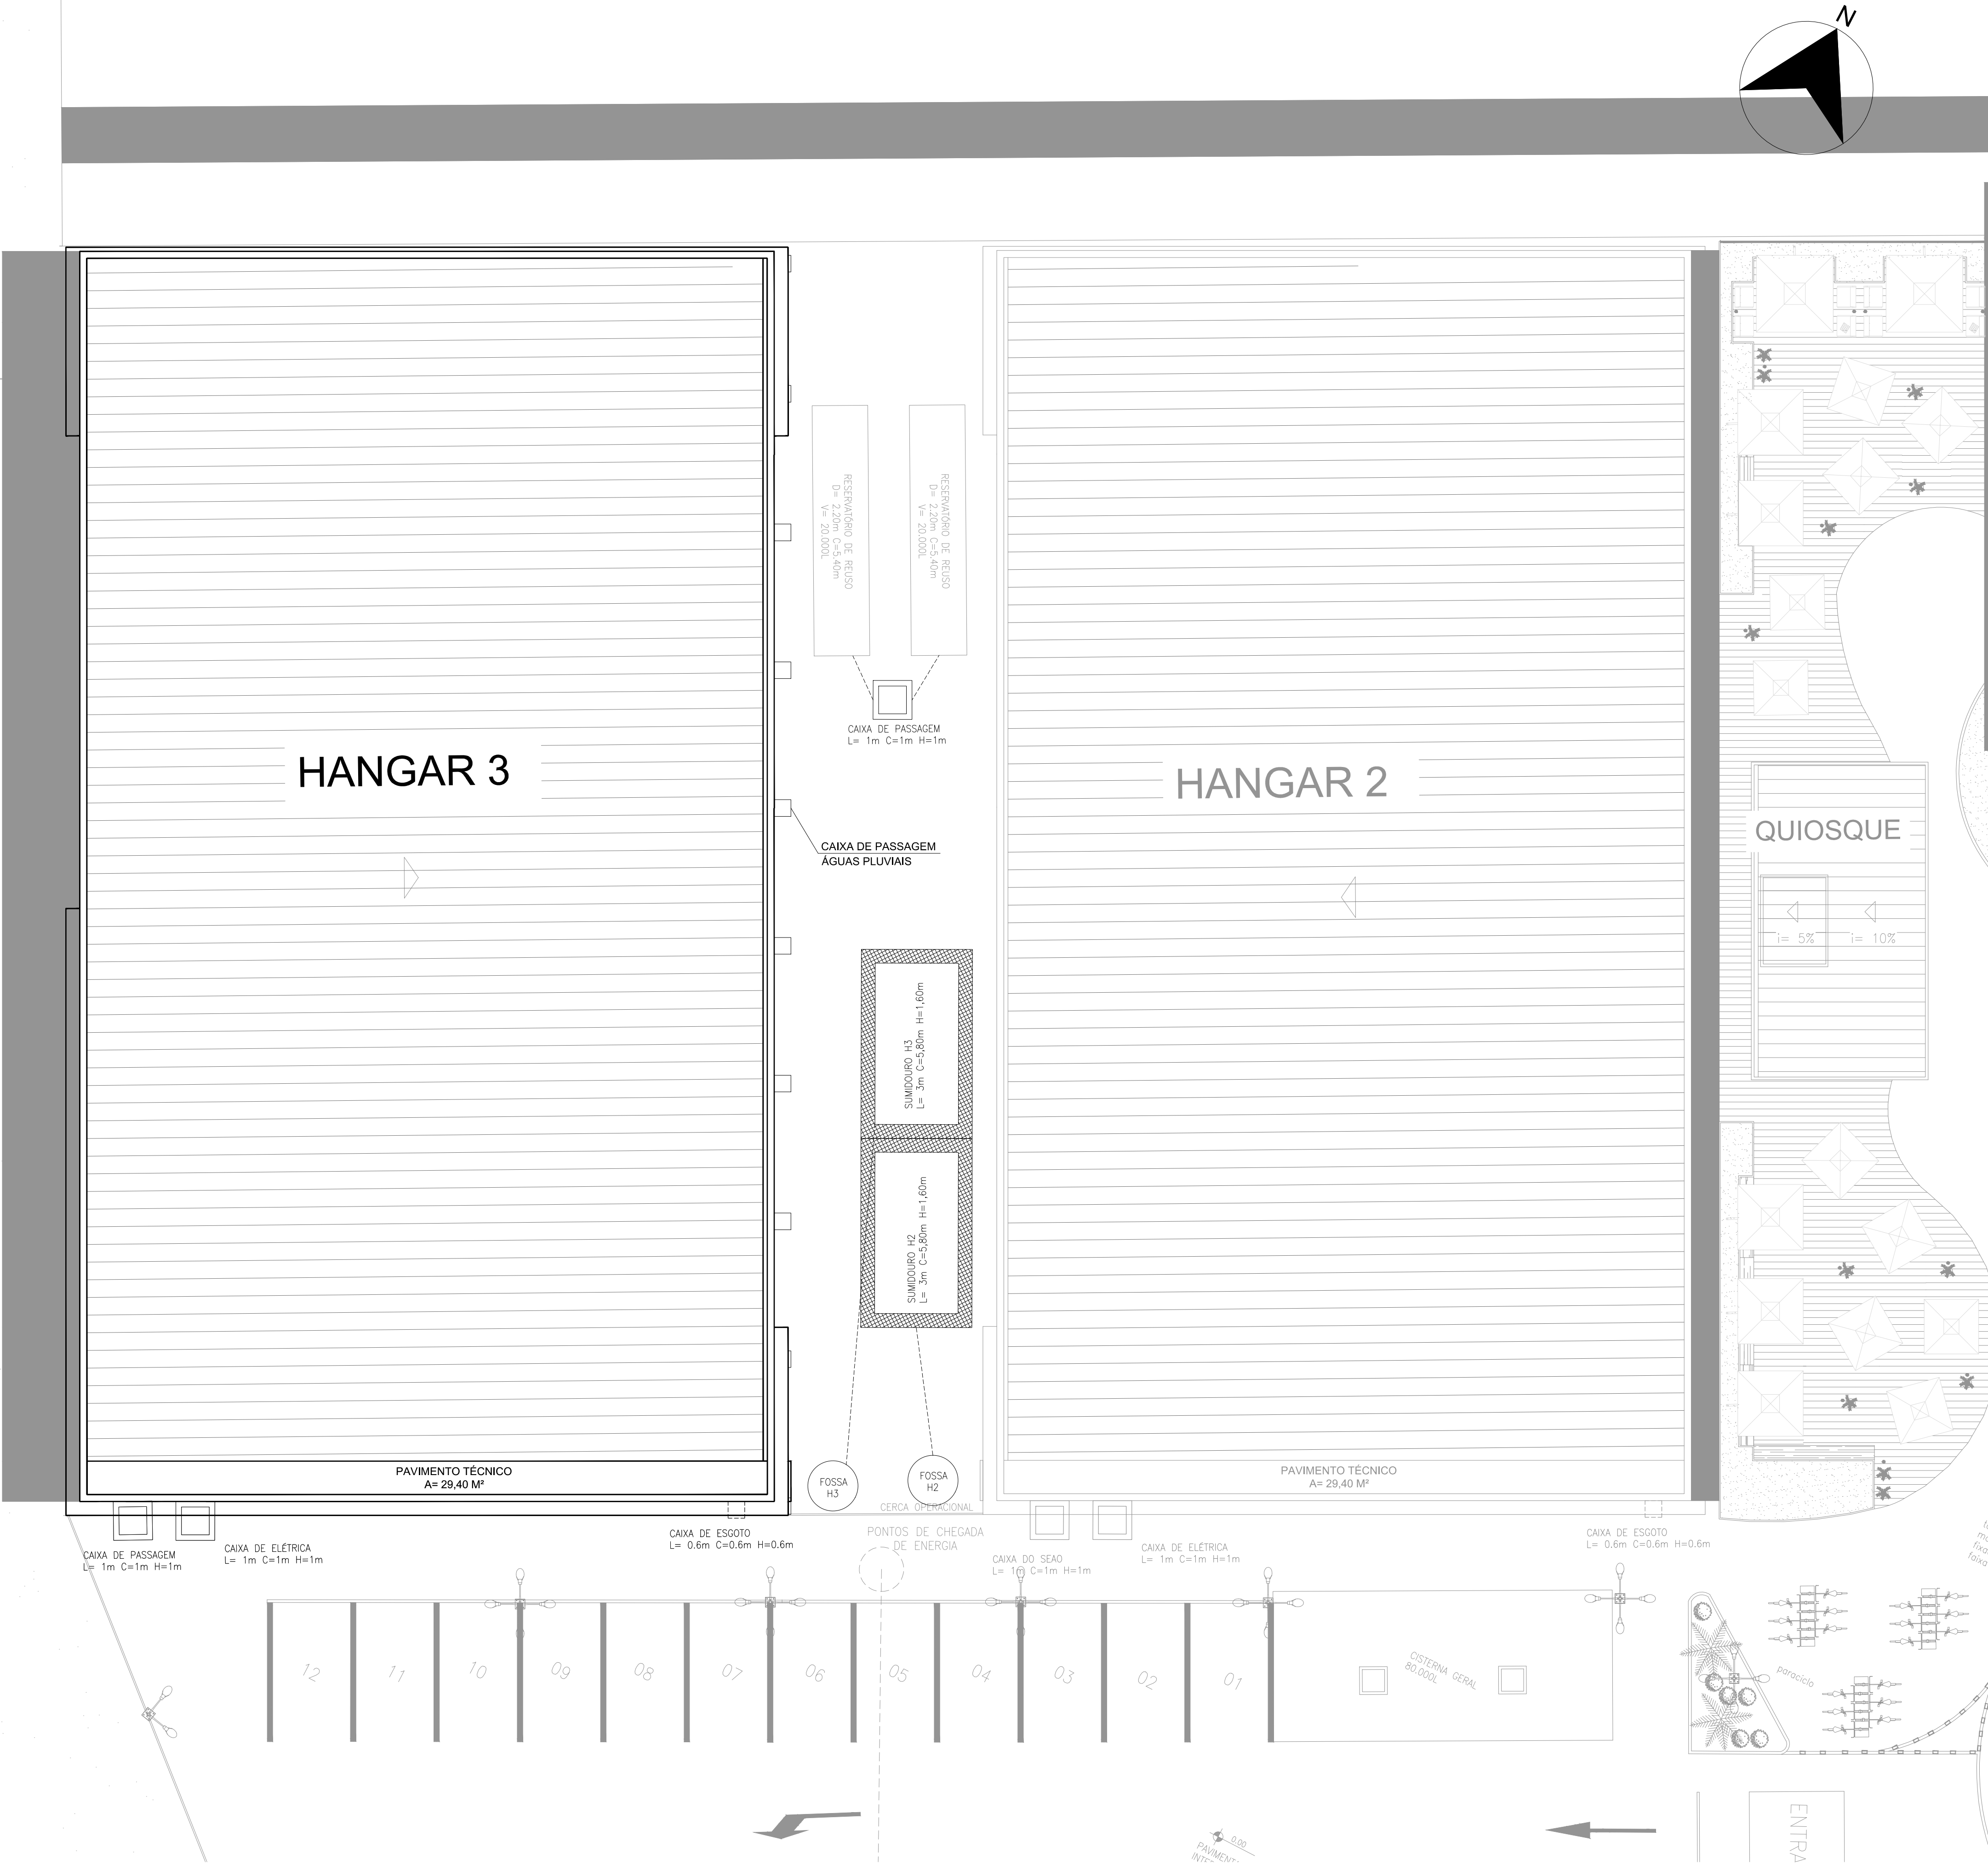 N
RESERVATÓRIO DE REUSO
D= 2.20m C=5.40m
V= 20.000L
RESERVATÓRIO DE REUSO
D= 2.20m C=5.40m
V= 20.000L
CAIXA DE PASSAGEM
L= 1m C=1m H=1m
HANGAR 3
HANGAR 2
QUIOSQUE
CAIXA DE PASSAGEM
ÁGUAS PLUVIAIS
i= 5%
i= 10%
SUMIDOURO H3
L= 3m C=5,80m H=1,60m
SUMIDOURO H2
L= 3m C=5,80m H=1,60m
PAVIMENTO TÉCNICO
A= 29,40 M²
FOSSA
H3
FOSSA
H2
PAVIMENTO TÉCNICO
A= 29,40 M²
CERCA OPERACIONAL
CAIXA DE PASSAGEM
L= 1m C=1m H=1m
CAIXA DE ELÉTRICA
L= 1m C=1m H=1m
CAIXA DE ESGOTO
L= 0.6m C=0.6m H=0.6m
PONTOS DE CHEGADA
DE ENERGIA
CAIXA DO SEAO
L= 1m C=1m H=1m
CAIXA DE ELÉTRICA
L= 1m C=1m H=1m
CAIXA DE ESGOTO
L= 0.6m C=0.6m H=0.6m
12
11
10
09
08
07
06
05
04
03
02
01
CISTERNA GERAL
80.000L
paraciclo
0.00
PAVIMENT
ENTRA